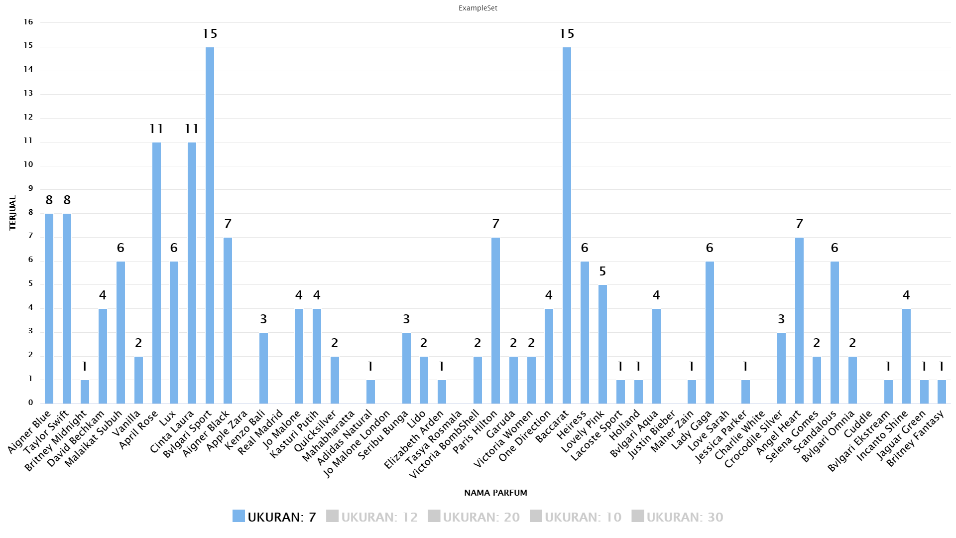 ExampleSet
16
15
14
13
12
11
10
9
8
7
6
5
4
3
2
1
0
TERJUAL
8
8
1
4
6
2
11
6
11
15
7
3
4
4
2
1
3
2
1
2
7
2
2
4
15
6
5
1
1
4
1
6
1
3
7
2
6
2
1
4
1
1
Aigner Blue
Taylor Swift
Britney Midnight
David Bechkam
Malaikat Subuh
Vanilla
April Rose
Lux
Cinta Laura
Bvlgari Sport
Aigner Black
Apple Zara
Kenzo Bali
Real Madrid
Jo Malone
Kasturi Putih
Quicksilver
Mahabharatta
Adidas Natural
Jo Malone London
Seribu Bunga
Lido
Elizabeth Arden
Tasya Rosmala
Victoria BombShell
Paris Hilton
Garuda
Victoria Women
One Direction
Baccarat
Heiress
Lovely Pink
Lacoste Sport
Holland
Bvlgari Aqua
Justin Bieber
Maher Zain
Lady Gaga
Love Sarah
Jessica Parker
Charlie White
Crocodile Silver
Angel Heart
Selena Gomes
Scandalous
Bvlgari Omnia
Cuddle
Bvlgari Ekstream
Incanto Shine
Jaguar Green
Britney Fantasy
NAMA PARFUM
UKURAN: 7 UKURAN: 12 UKURAN: 20 UKURAN: 10 UKURAN: 30